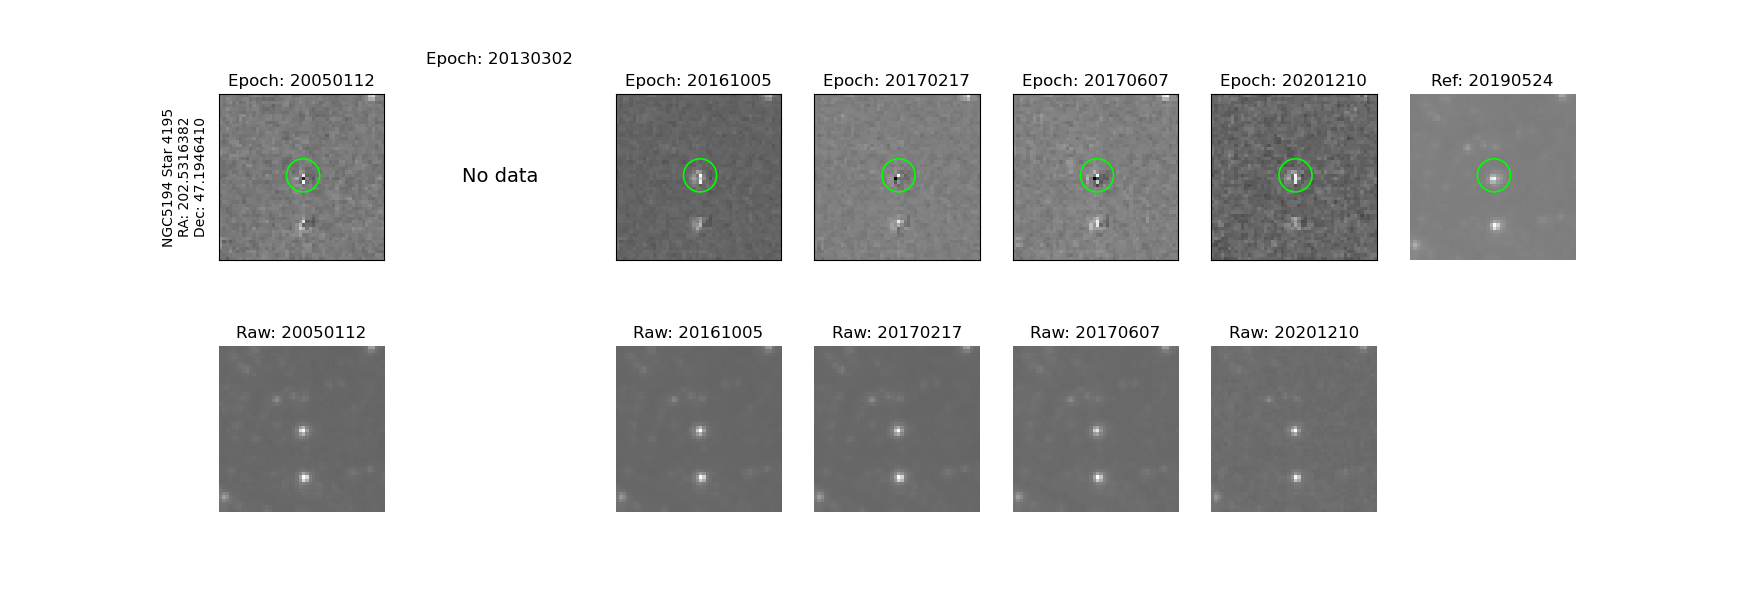 Epoch: 20130302
Epoch: 20050112
Epoch: 20161005
Epoch: 20170217
Epoch: 20170607
Epoch: 20201210
Ref: 20190524
NGC5194 Star 4195
RA: 202.5316382
Dec: 47.1946410
No data
Raw: 20050112
Raw: 20161005
Raw: 20170217
Raw: 20170607
Raw: 20201210